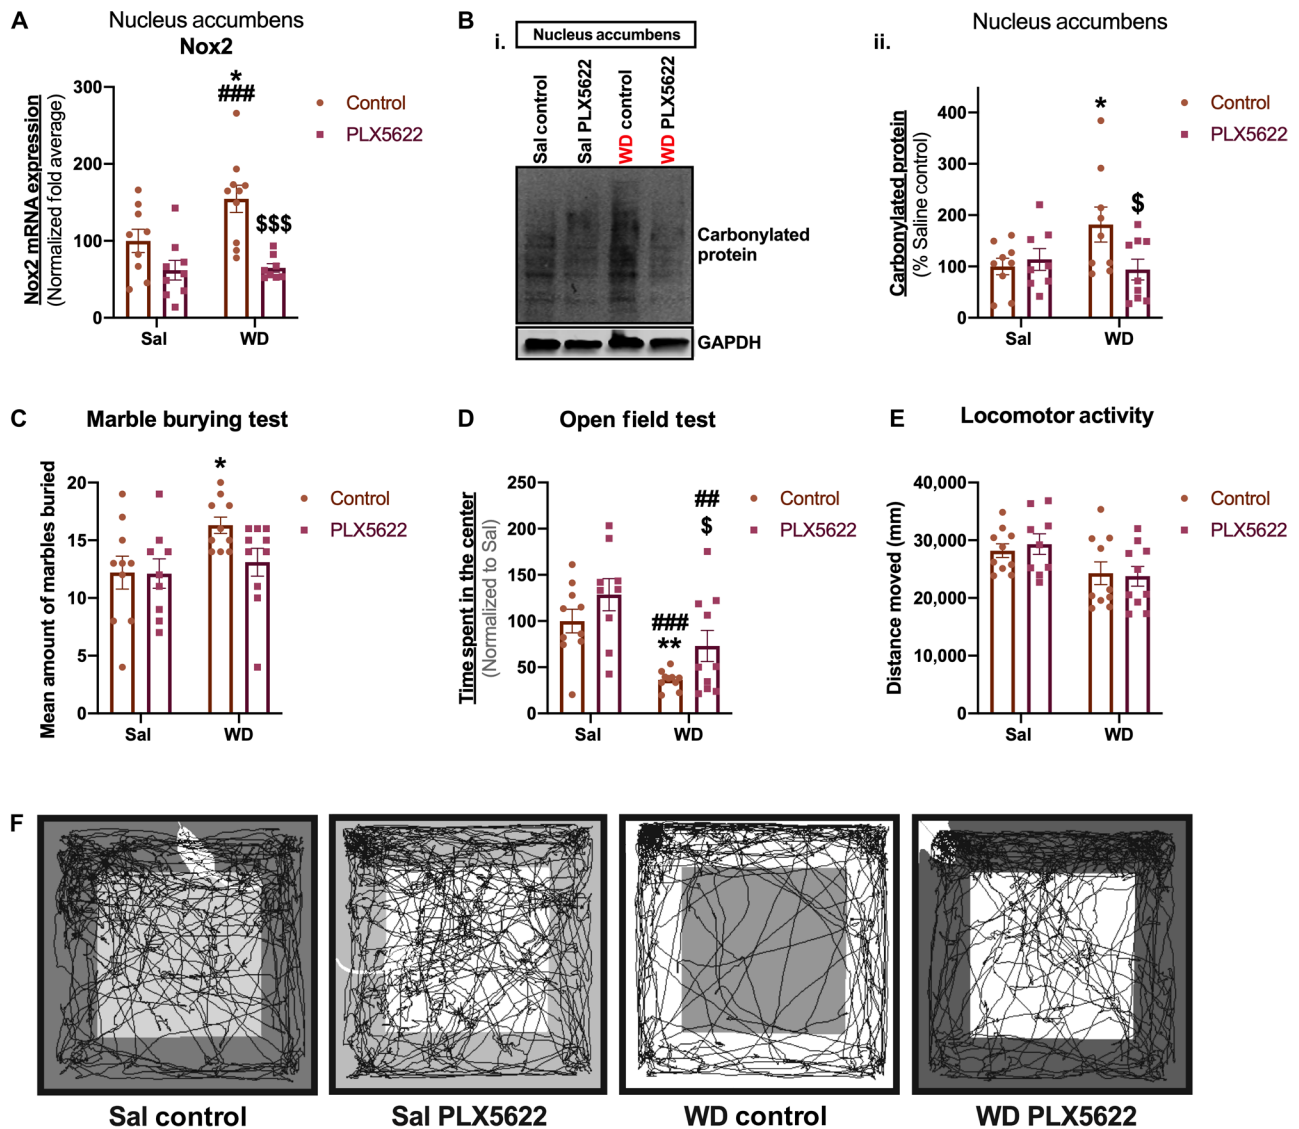 A
Nucleus accumbens
Nox2
Nox2 mRNA expression
(Normalized fold average)
300
200
100
0
*
###
$$$
Sal
WD
Control
PLX5622
B
i.
Nucleus accumbens
Sal control
Sal PLX5622
WD control
WD PLX5622
Carbonylated
protein
GAPDH
ii.
Nucleus accumbens
Carbonylated protein
(% Saline control)
400
300
200
100
0
*
$
Sal
WD
Control
PLX5622
C
Marble burying test
Mean amount of marbles buried
20
15
10
5
0
*
Sal
WD
Control
PLX5622
D
Open field test
Time spent in the center
(Normalized to Sal)
250
200
150
100
50
0
###
**
##
$
Sal
WD
Control
PLX5622
E
Locomotor activity
Distance moved (mm)
40,000
30,000
20,000
10,000
0
Sal
WD
Control
PLX5622
F
Sal control
Sal PLX5622
WD control
WD PLX5622